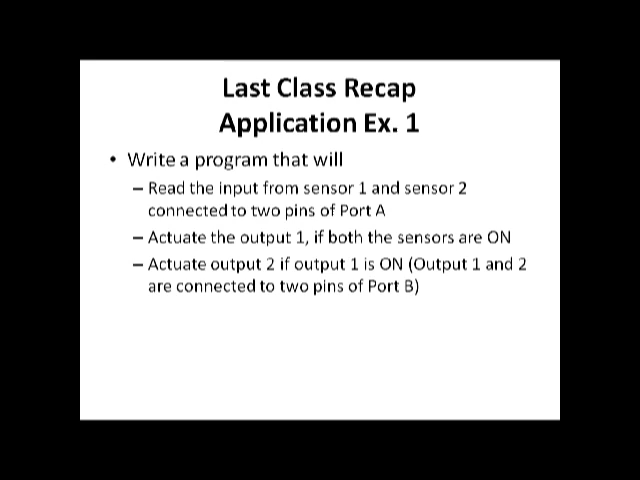 Last Class Recap
Application Ex. 1
• Write a program that will
– Read the input from sensor 1 and sensor 2
connected to two pins of Port A
– Actuate the output 1, if both the sensors are ON
– Actuate output 2 if output 1 is ON (Output 1 and 2
are connected to two pins of Port B)